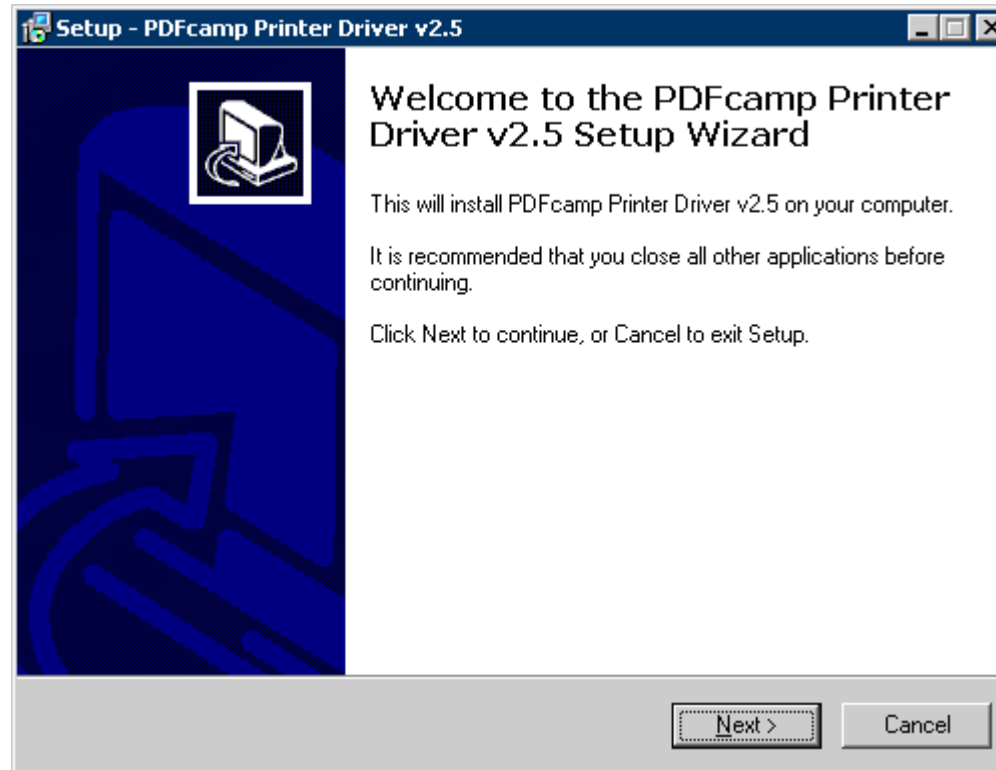 Setup - PDFcamp Printer Driver v2.5
Welcome to the PDFcamp Printer
Driver v2.5 Setup Wizard
This will install PDFcamp Printer Driver v2.5 on your computer.
It is recommended that you close all other applications before
continuing.
Click Next to continue, or Cancel to exit Setup.
Next >
Cancel